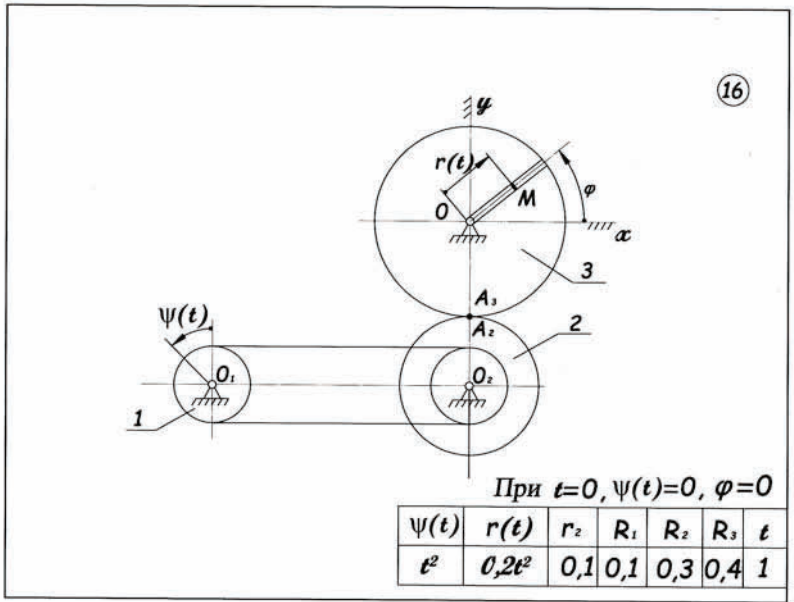 16
y
r(t)
φ
M
O
x
3
A₃
A₂
2
ψ(t)
O₁
O₂
1
При t=0, ψ(t)=0, φ=0
ψ(t) r(t) r₂ R₁ R₂ R₃ t
t² 0,2t² 0,1 0,1 0,3 0,4 1